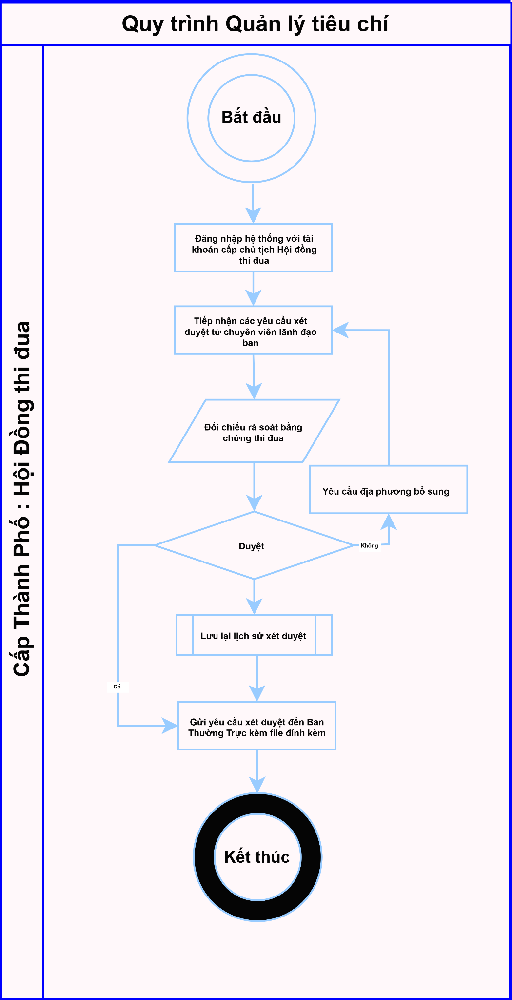 Quy trình Quản lý tiêu chí
Cấp Thành Phố : Hội Đồng thi đua
Bắt đầu
Đăng nhập hệ thống với tài
khoản cấp chủ tịch Hội đồng
thi đua
Tiếp nhận các yêu cầu xét
duyệt từ chuyên viên lãnh đạo
ban
Đối chiếu rà soát bằng
chứng thi đua
Yêu cầu địa phương bổ sung
Duyệt
Không
Lưu lại lịch sử xét duyệt
Có
Gửi yêu cầu xét duyệt đến Ban
Thường Trực kèm file đính kèm
Kết thúc